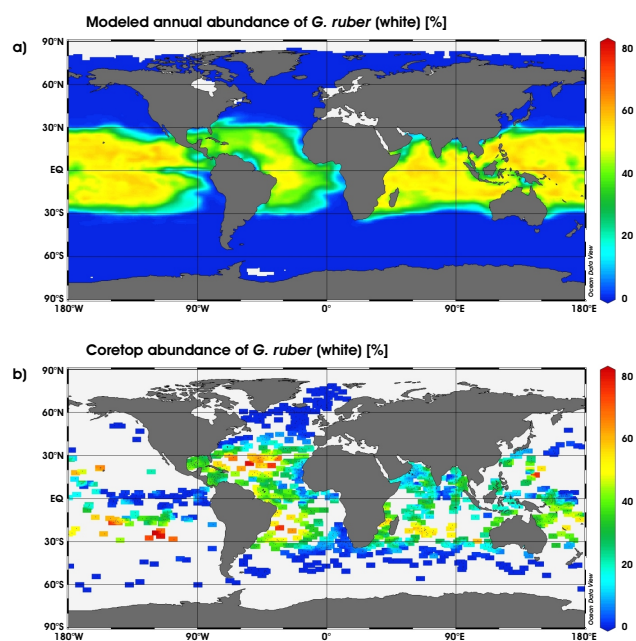 Modeled annual abundance of G. ruber (white) [%]
a)
90°N
60°N
30°N
EQ
30°S
60°S
90°S
180°W
90°W
0°
90°E
180°E
Ocean Data View
80
60
40
20
0
Coretop abundance of G. ruber (white) [%]
b)
90°N
60°N
30°N
EQ
30°S
60°S
90°S
180°W
90°W
0°
90°E
180°E
Ocean Data View
80
60
40
20
0